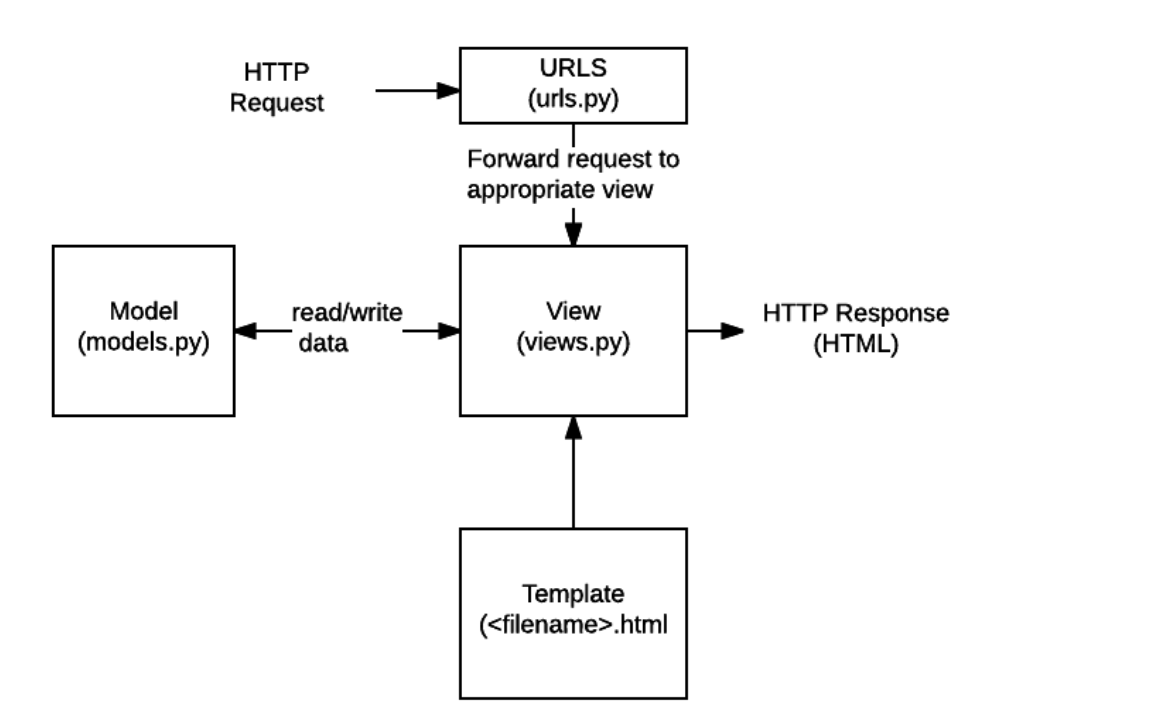 HTTP
Request
URLS
(urls.py)
Forward request to
appropriate view
Model
(models.py)
read/write
data
View
(views.py)
HTTP Response
(HTML)
Template
(<filename>.html